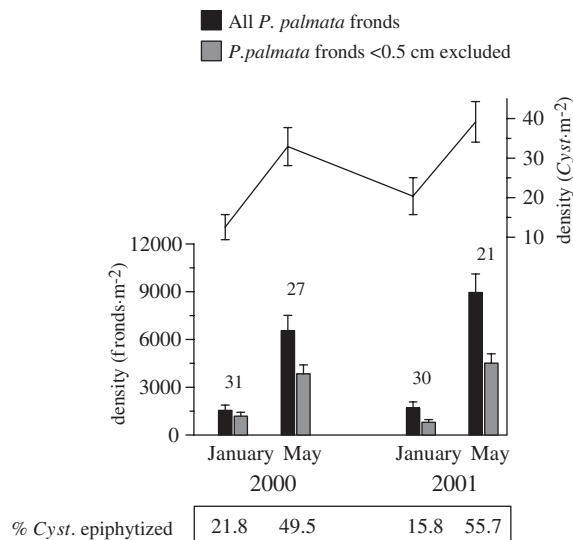 All P. palmata fronds
P.palmata fronds <0.5 cm excluded
40
30
20
10
density (Cyst·m-2)
12000
9000
6000
3000
0
density (fronds·m-2)
31
27
30
21
January May January May
2000 2001
% Cyst. epiphytized 21.8 49.5 15.8 55.7